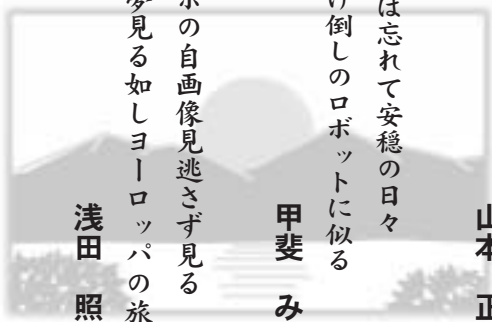 山本 正
は忘れて安穏の日々
け倒しのロボットに似る
甲斐 み
ホの自画像見逃さず見る
夢見る如しヨーロッパの旅
浅田 照